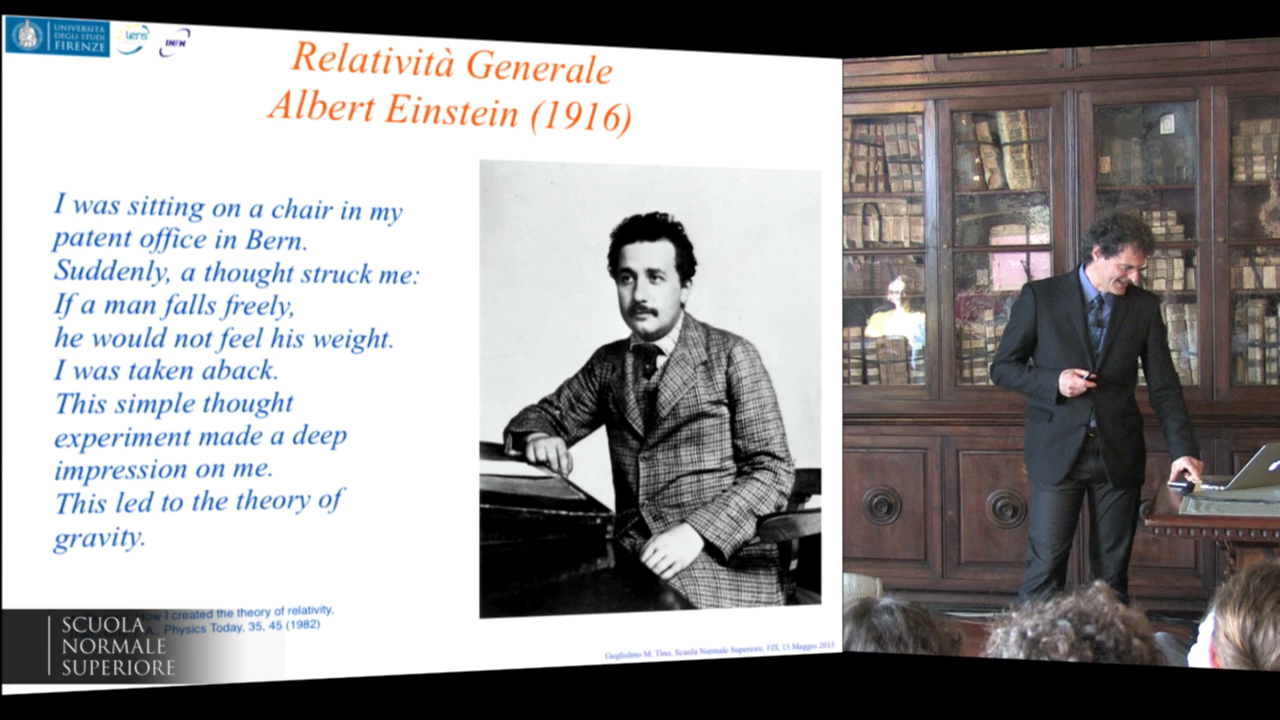 UNIVERSITÀ
DEGLI STUDI
FIRENZE
lens
INFN
Relatività Generale
Albert Einstein (1916)
I was sitting on a chair in my
patent office in Bern.
Suddenly, a thought struck me:
If a man falls freely,
he would not feel his weight.
I was taken aback.
This simple thought
experiment made a deep
impression on me.
This led to the theory of
gravity.
How I created the theory of relativity,
Physics Today, 35, 45 (1982)
SCUOLA
NORMALE
SUPERIORE
Guglielmo M. Tino, Scuola Normale Superiore, VIS, 13 Maggio 2015